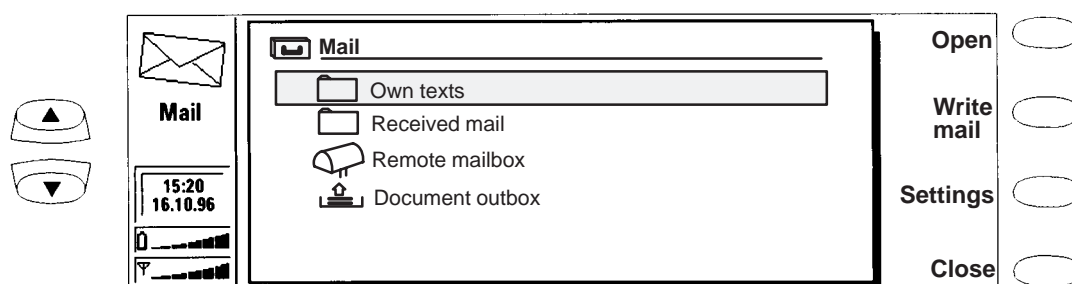 Mail
15:20
16.10.96
Mail
Own texts
Received mail
Remote mailbox
Document outbox
Open
Write
mail
Settings
Close